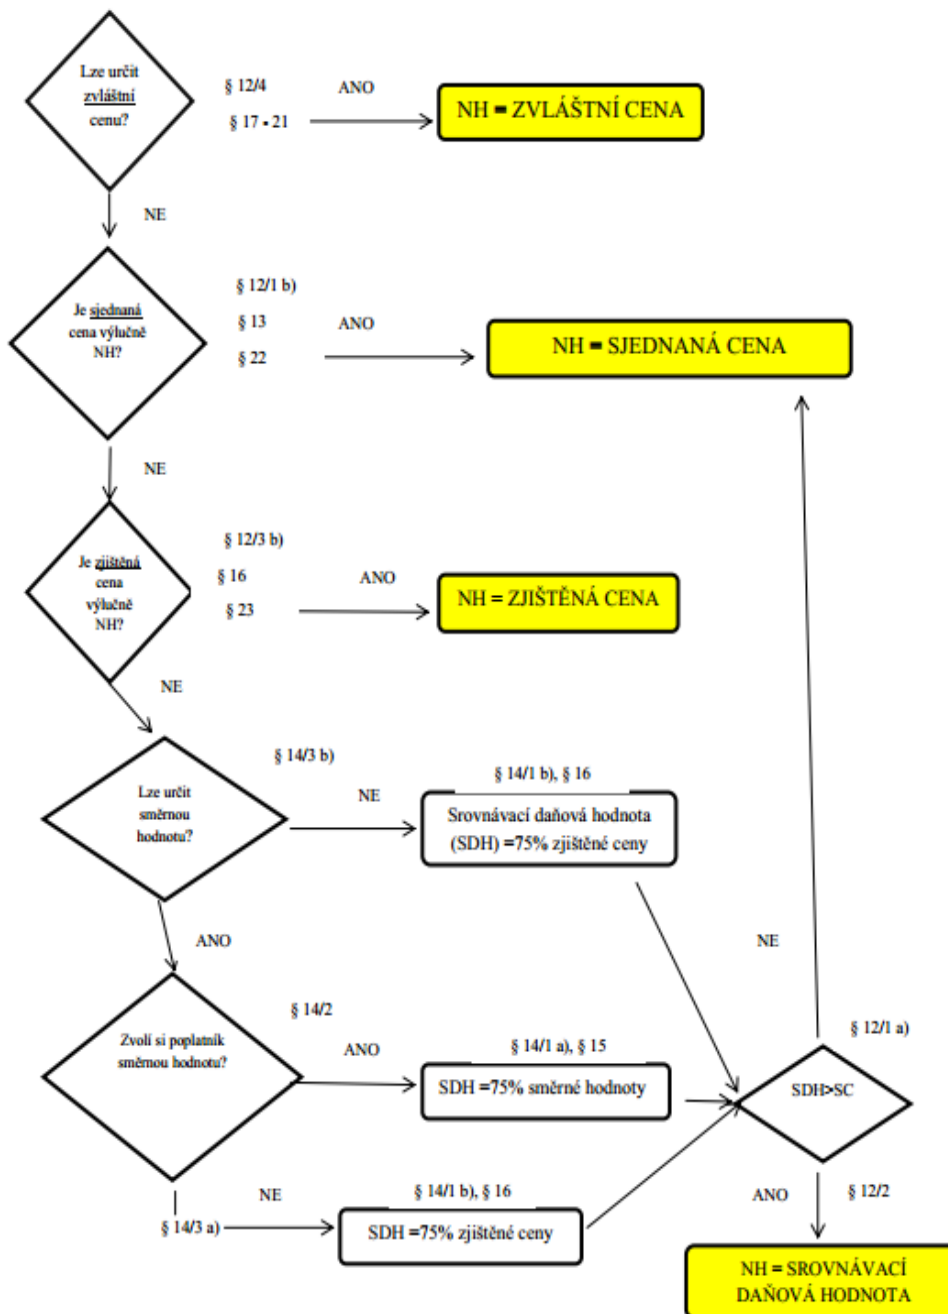 Lze určit
zvláštní
cenu?
§ 12/4
ANO
§ 17 - 21
NH = ZVLÁŠTNÍ CENA
NE
Je sjednaná
cena výlučně
NH?
§ 12/1 b)
§ 13
ANO
§ 22
NH = SJEDNANÁ CENA
NE
Je zjištěná
cena
výlučně
NH?
§ 12/3 b)
§ 16
ANO
§ 23
NH = ZJIŠTĚNÁ CENA
NE
Lze určit
směrnou
hodnotu?
§ 14/3 b)
NE
§ 14/1 b), § 16
Srovnávací daňová hodnota
(SDH) =75% zjištěné ceny
ANO
NE
Zvolí si poplatník
směrnou hodnotu?
§ 14/2
ANO
§ 14/1 a), § 15
SDH =75% směrné hodnoty
§ 12/1 a)
SDH>SC
§ 14/3 a)
NE
§ 14/1 b), § 16
SDH =75% zjištěné ceny
ANO
§ 12/2
NH = SROVNÁVACÍ
DAŇOVÁ HODNOTA